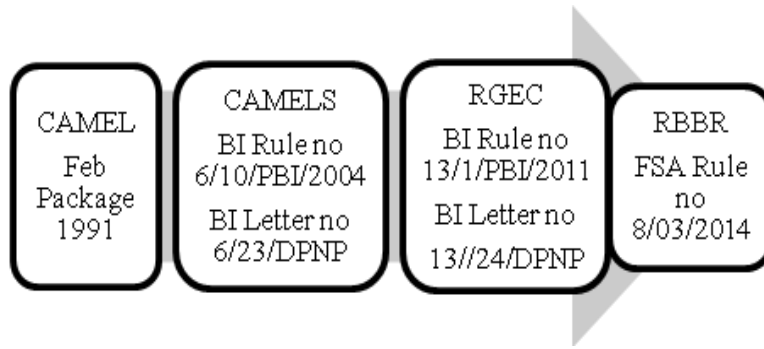 CAMEL
Feb
Package
1991
CAMELS
BI Rule no
6/10/PBI/2004
BI Letter no
6/23/DPNP
RGEC
BI Rule no
13/1/PBI/2011
BI Letter no
13//24/DPNP
RBBR
FSA Rule
no
8/03/2014